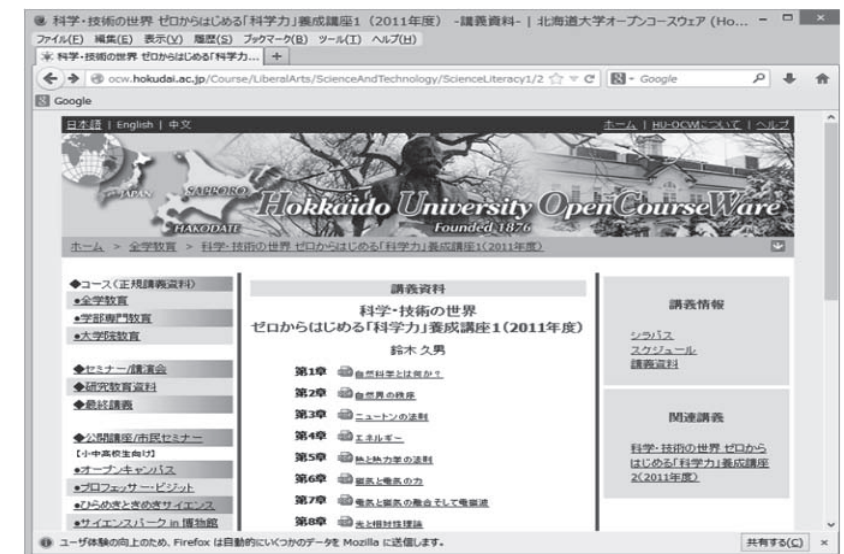 科学・技術の世界 ゼロからはじめる「科学力」養成講座1（2011年度） -講義資料- | 北海道大学オープンコースウェア (Ho...
ファイル(F) 編集(E) 表示(V) 履歴(S) ブックマーク(B) ツール(T) ヘルプ(H)
科学・技術の世界 ゼロからはじめる「科学力... +
ocw.hokudai.ac.jp/Course/LiberalArts/ScienceAndTechnology/ScienceLiteracy1/2
Google
Google
日本語 | English | 中文
ホーム | HU-OCWについて | ヘルプ
JAPAN
SAPPORO
HAKODATE
Hokkaido University OpenCourseWare
Founded 1876
ホーム > 全学教育 > 科学・技術の世界 ゼロからはじめる「科学力」養成講座1(2011年度)
◆コース(正規講義資料)
●全学教育
●学部専門教育
●大学院教育
◆セミナー/講演会
◆研究教育資料
◆最終講義
◆公開講座/市民セミナー
【小中高校生向け】
●オープンキャンパス
●プロフェッサー・ビジット
●ひらめきときめきサイエンス
●サイエンスパーク in 博物館
講義資料
科学・技術の世界
ゼロからはじめる「科学力」養成講座1(2011年度)
鈴木 久男
第1章 自然科学とは何か？
第2章 自然界の秩序
第3章 ニュートンの法則
第4章 エネルギー
第5章 熱と熱力学の法則
第6章 磁気と電気の力
第7章 電気と磁気の融合そして電磁波
第8章 光と相対性理論
講義情報
シラバス
スケジュール
講義資料
関連講義
科学・技術の世界 ゼロから
はじめる「科学力」養成講座
2(2011年度)
ユーザ体験の向上のため、Firefox は自動的にいくつかのデータを Mozilla に送信します。
共有する(C)